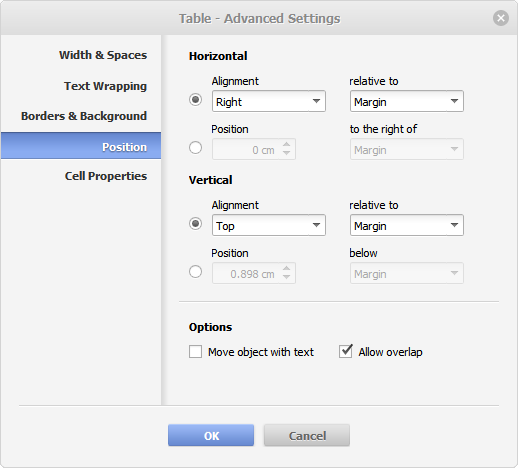 Table - Advanced Settings
Width & Spaces
Text Wrapping
Borders & Background
Position
Cell Properties
Horizontal
Alignment relative to
Right Margin
Position to the right of
0 cm Margin
Vertical
Alignment relative to
Top Margin
Position below
0.898 cm Margin
Options
Move object with text Allow overlap
OK Cancel